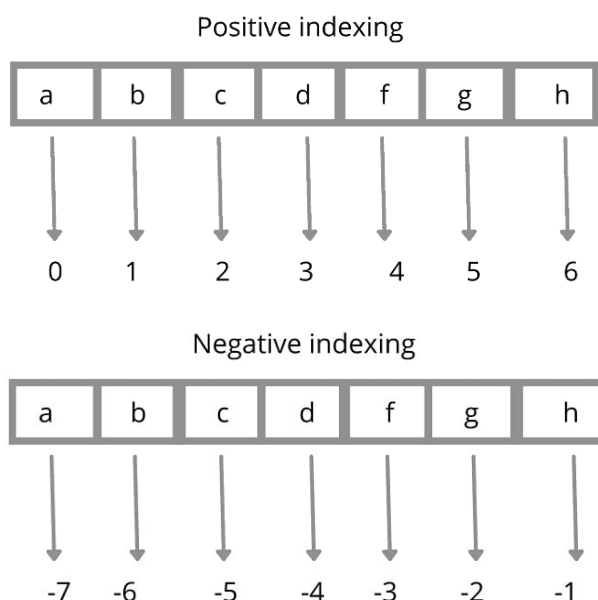 Positive indexing
a b c d f g h
0 1 2 3 4 5 6
Negative indexing
a b c d f g h
-7 -6 -5 -4 -3 -2 -1